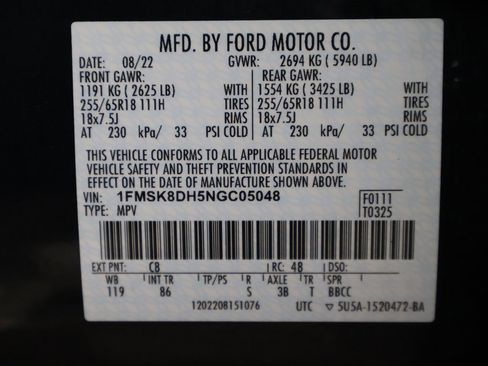 MFD. BY FORD MOTOR CO.
DATE: 08/22 GVWR: 2694 KG ( 5940 LB)
FRONT GAWR: REAR GAWR:
1191 KG ( 2625 LB) WITH 1554 KG ( 3425 LB) WITH
255/65R18 111H TIRES 255/65R18 111H TIRES
18x7.5J RIMS 18x7.5J RIMS
AT 230 kPa/ 33 PSI COLD AT 230 kPa/ 33 PSI COLD
THIS VEHICLE CONFORMS TO ALL APPLICABLE FEDERAL MOTOR
VEHICLE SAFETY AND THEFT PREVENTION STANDARDS IN
EFFECT ON THE DATE OF MANUFACTURE SHOWN ABOVE.
VIN: 1FMSK8DH5NGC05048 F0111
TYPE: MPV T0325
EXT PNT: CB RC: 48 DSO:
WB INT TR TP/PS R AXLE TR SPR
119 86 S 3B T BBCC
1202208151076 UTC ▽ 5U5A-1520472-BA